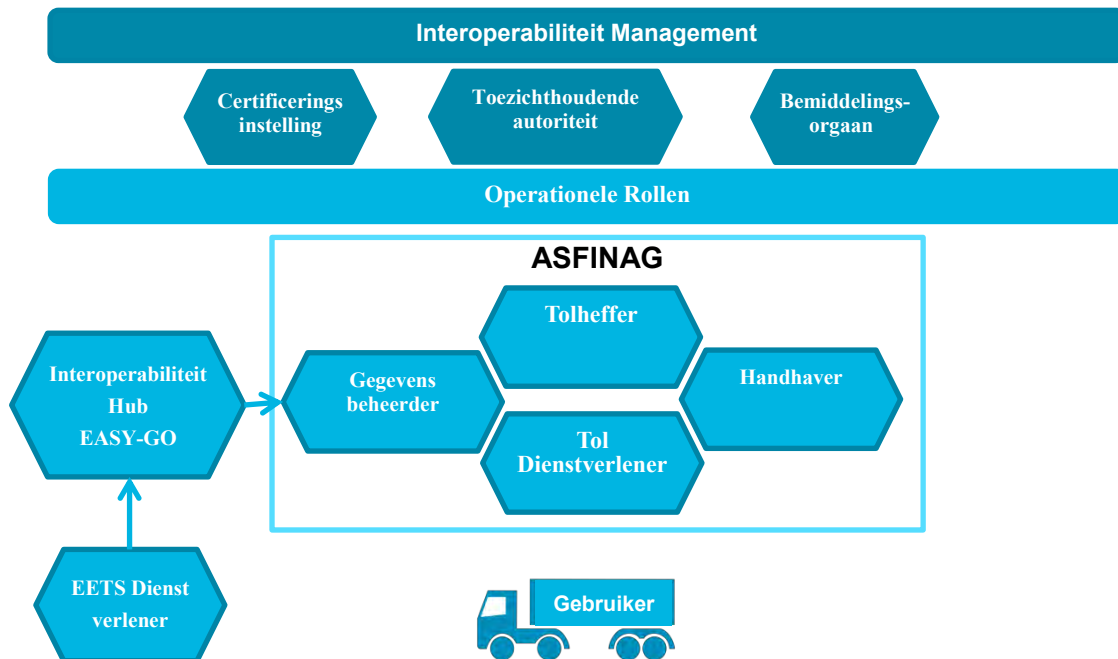 Interoperabiliteit Management
Certificerings
instelling
Toezichthoudende
autoriteit
Bemiddelings-
orgaan
Operationele Rollen
ASFINAG
Tolheffer
Interoperabiliteit
Hub
EASY-GO
Gegevens
beheerder
Handhaver
Tol
Dienstverlener
EETS Dienst
verlener
Gebruiker